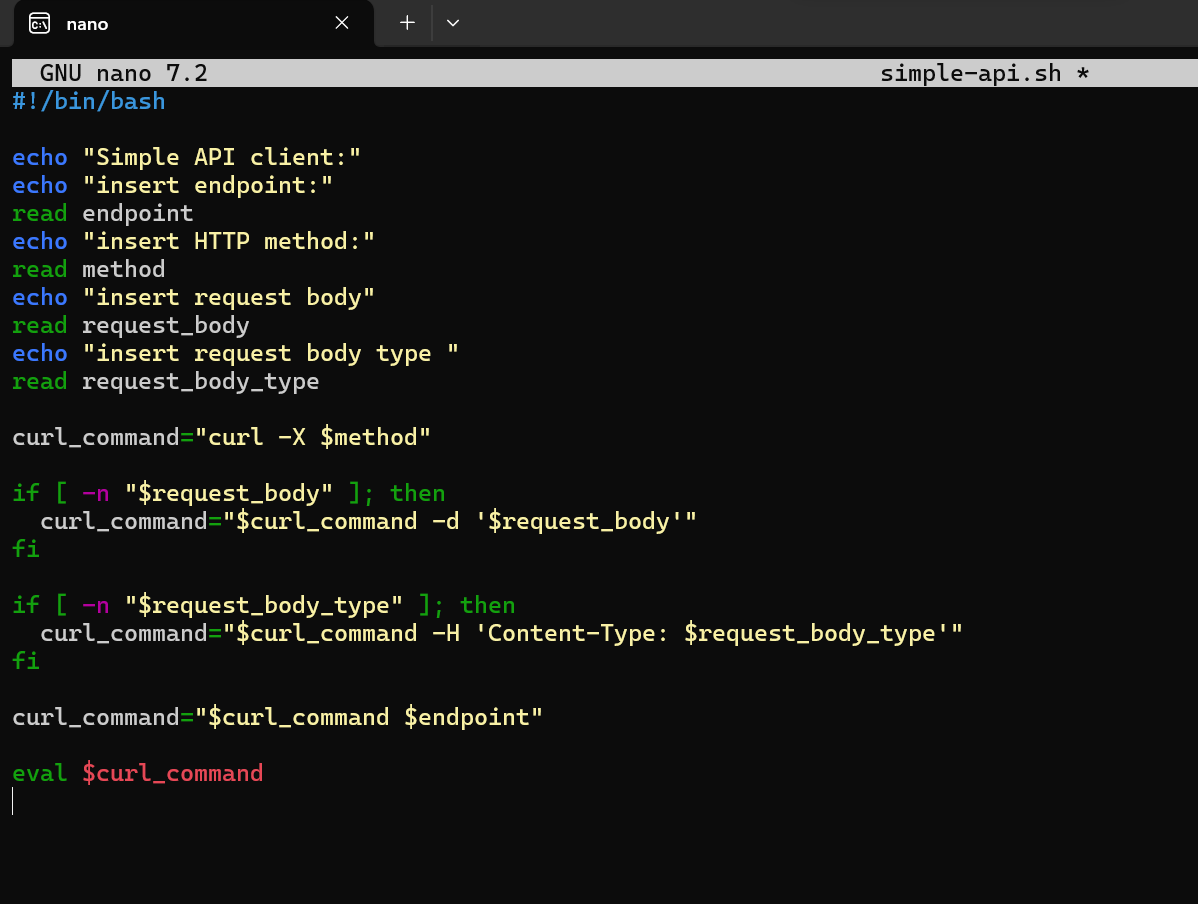 nano
GNU nano 7.2 simple-api.sh *
#!/bin/bash
echo "Simple API client:"
echo "insert endpoint:"
read endpoint
echo "insert HTTP method:"
read method
echo "insert request body"
read request_body
echo "insert request body type "
read request_body_type
curl_command="curl -X $method"
if [ -n "$request_body" ]; then
  curl_command="$curl_command -d '$request_body'"
fi
if [ -n "$request_body_type" ]; then
  curl_command="$curl_command -H 'Content-Type: $request_body_type'"
fi
curl_command="$curl_command $endpoint"
eval $curl_command